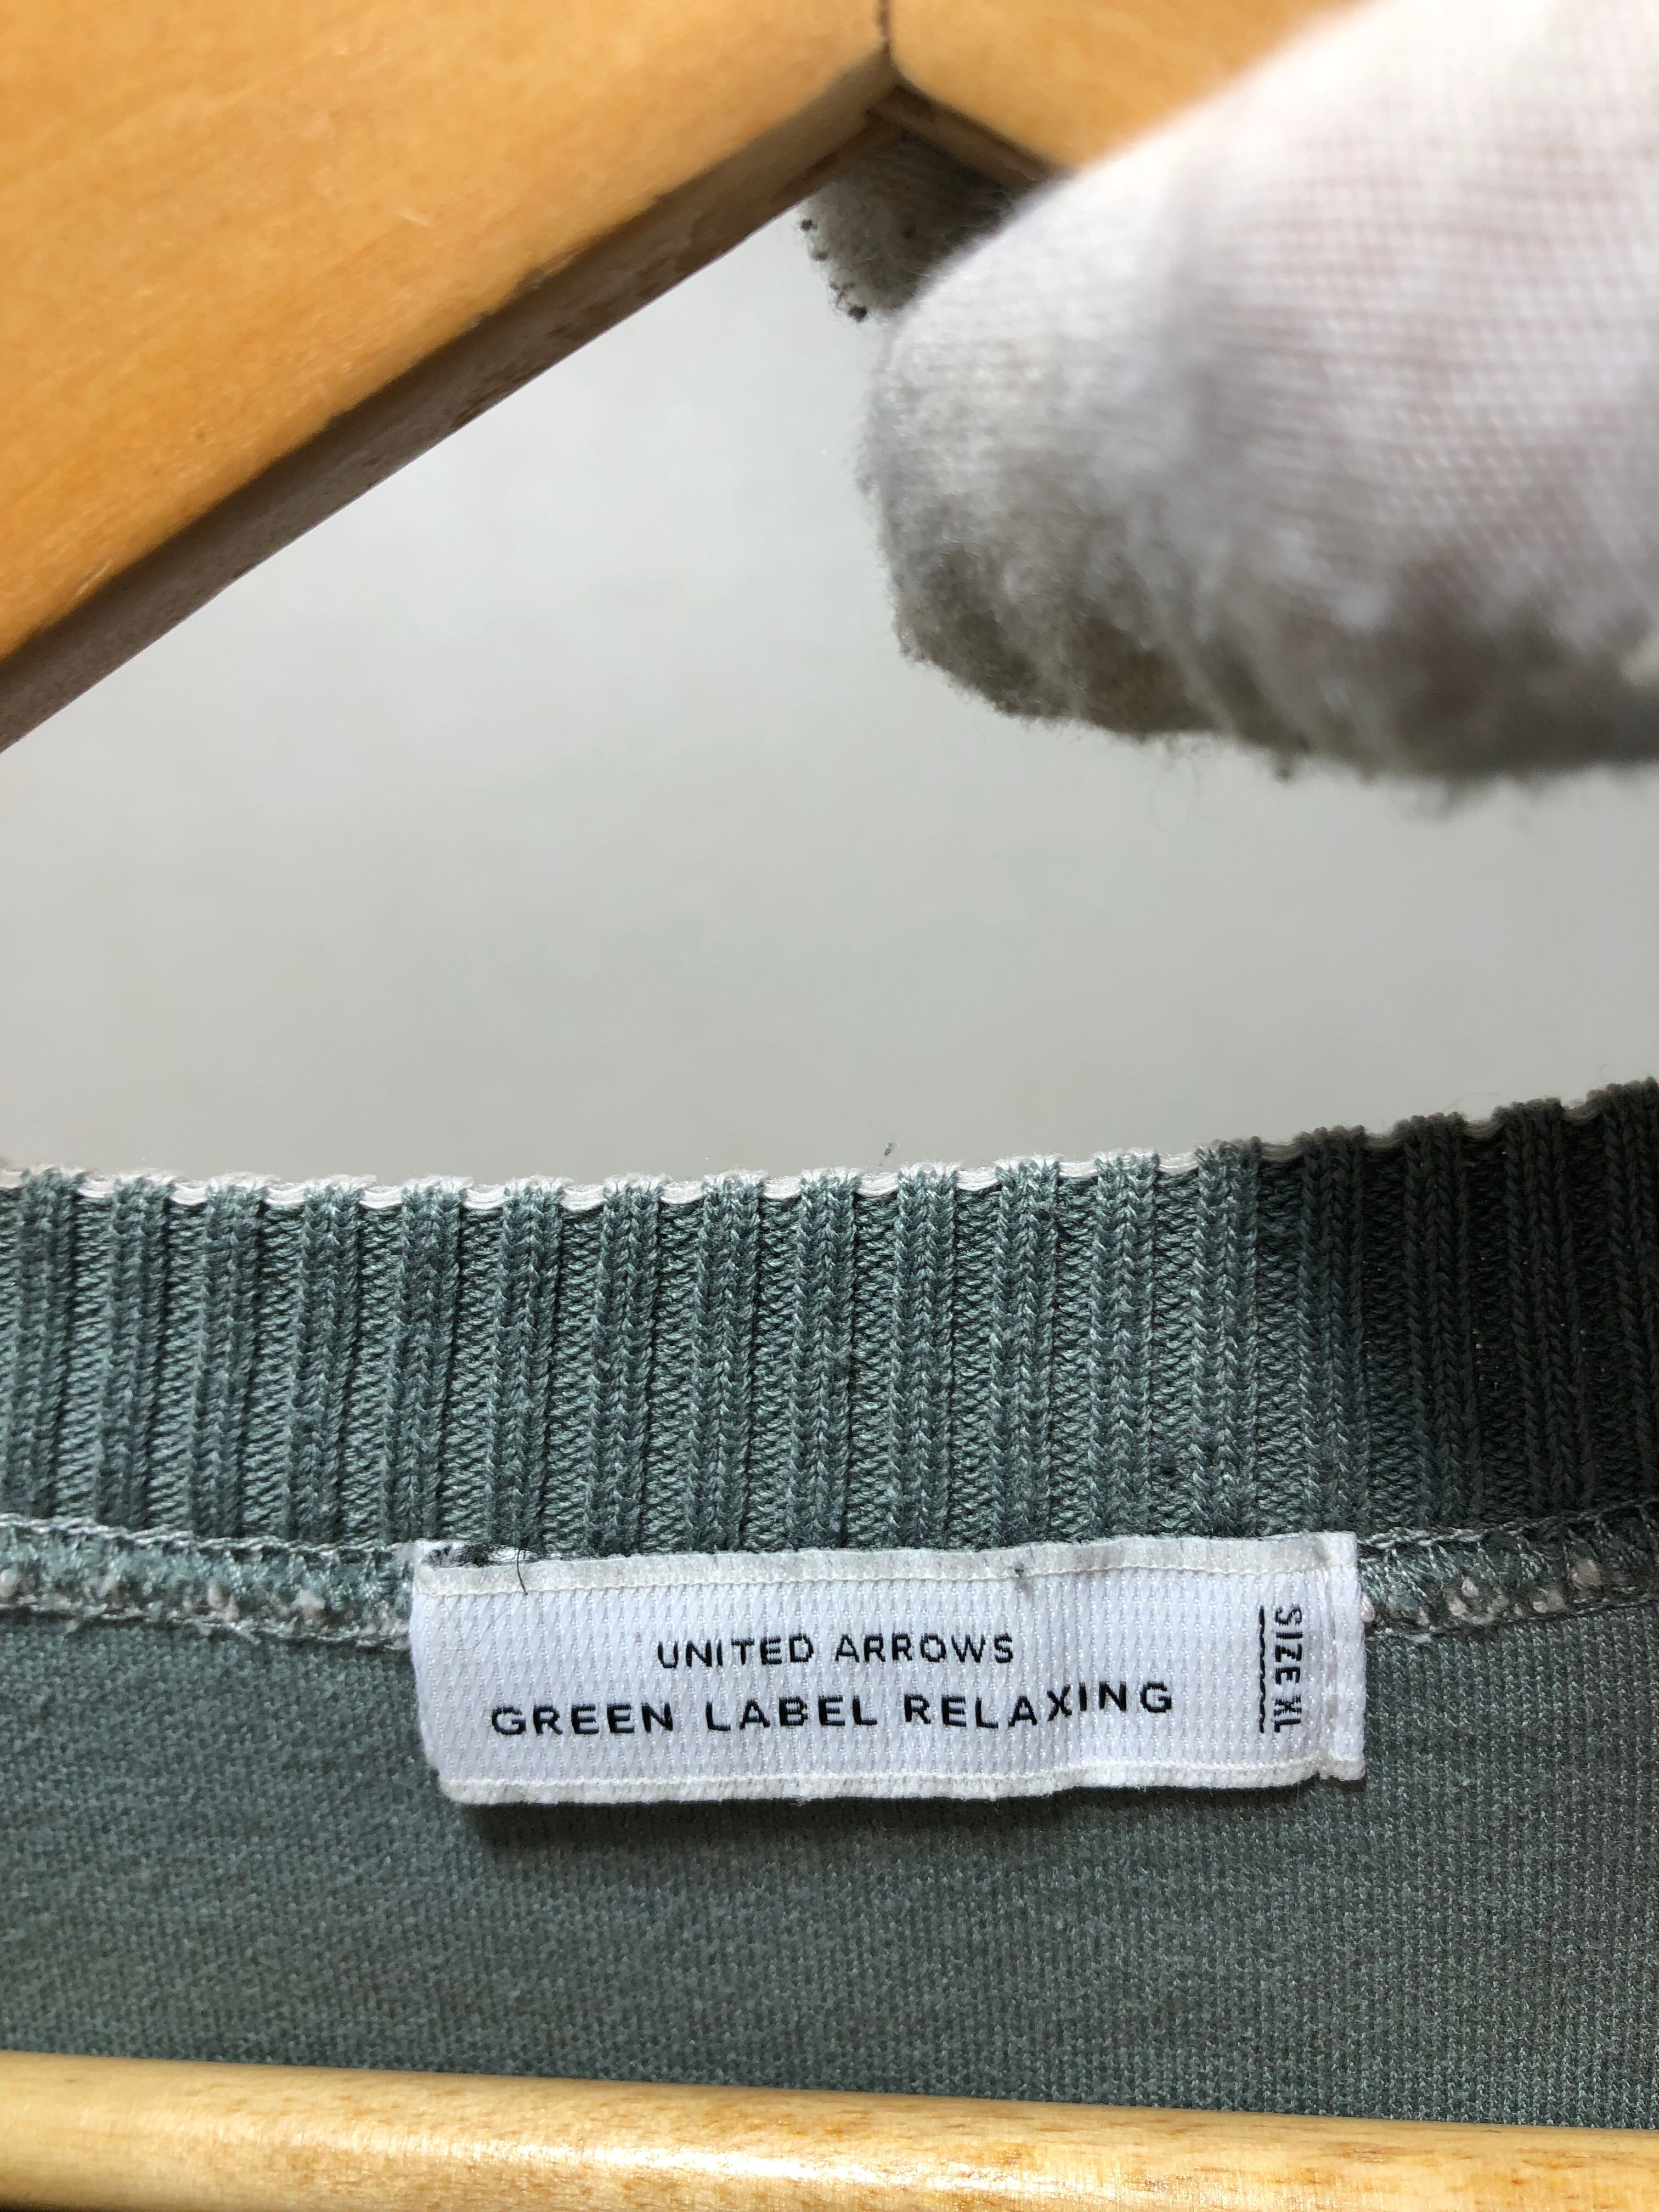 UNITED ARROWS
GREEN LABEL RELAXING
SIZE XL